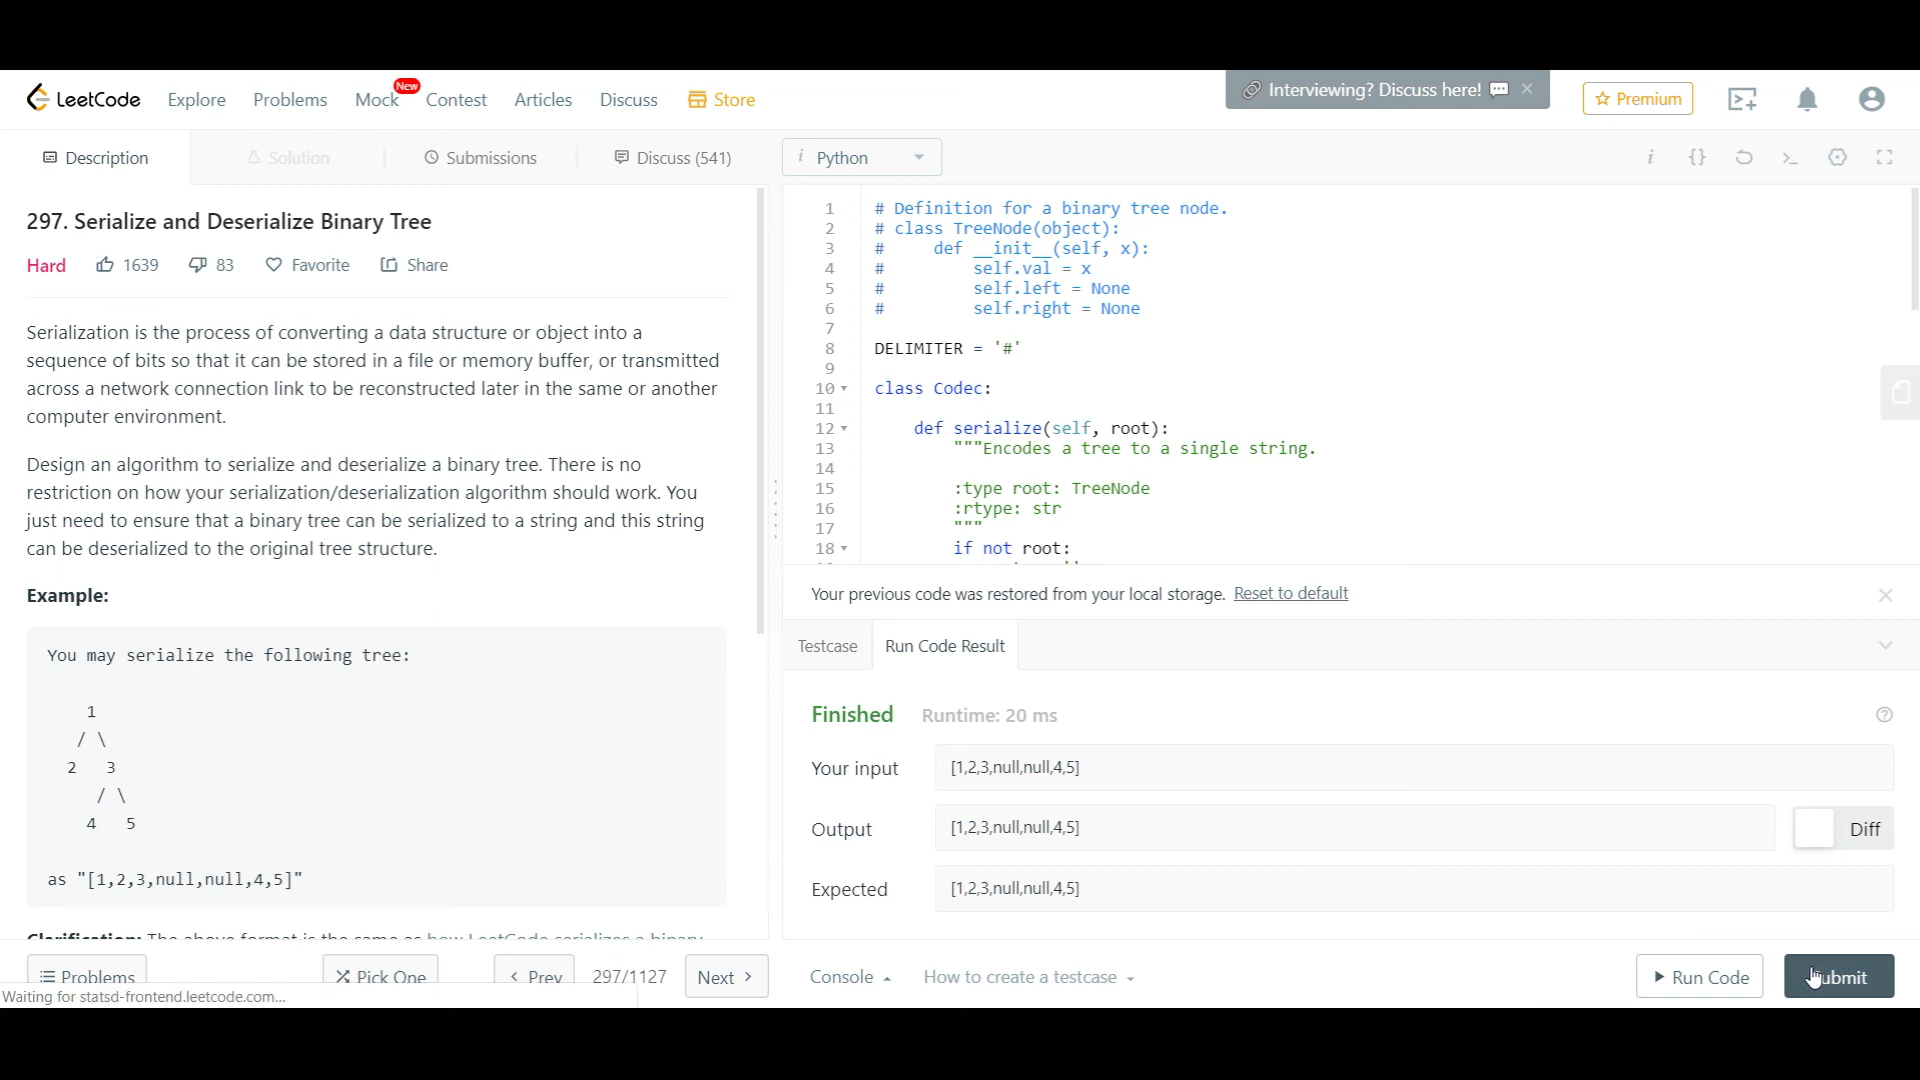 LeetCode
Explore
Problems
Mock
New
Contest
Articles
Discuss
Store
Interviewing? Discuss here!
Premium
Description
Solution
Submissions
Discuss (541)
i Python
i
{}
297. Serialize and Deserialize Binary Tree
Hard
1639
83
Favorite
Share
Serialization is the process of converting a data structure or object into a
sequence of bits so that it can be stored in a file or memory buffer, or transmitted
across a network connection link to be reconstructed later in the same or another
computer environment.
Design an algorithm to serialize and deserialize a binary tree. There is no
restriction on how your serialization/deserialization algorithm should work. You
just need to ensure that a binary tree can be serialized to a string and this string
can be deserialized to the original tree structure.
Example:
You may serialize the following tree:
1
/ \
2 3
/ \
4 5
as "[1,2,3,null,null,4,5]"
Clarification: The above format is the same as how LeetCode serializes a binary
Problems
Pick One
Prev
297/1127
Next
Waiting for statsd-frontend.leetcode.com...
1 # Definition for a binary tree node.
2 # class TreeNode(object):
3 #     def __init__(self, x):
4 #         self.val = x
5 #         self.left = None
6 #         self.right = None
7
8 DELIMITER = '#'
9
10 class Codec:
11
12     def serialize(self, root):
13         """Encodes a tree to a single string.
14
15         :type root: TreeNode
16         :rtype: str
17         """
18         if not root:
Your previous code was restored from your local storage. Reset to default
Testcase
Run Code Result
Finished
Runtime: 20 ms
Your input
[1,2,3,null,null,4,5]
Output
[1,2,3,null,null,4,5]
Diff
Expected
[1,2,3,null,null,4,5]
Console
How to create a testcase
Run Code
Submit